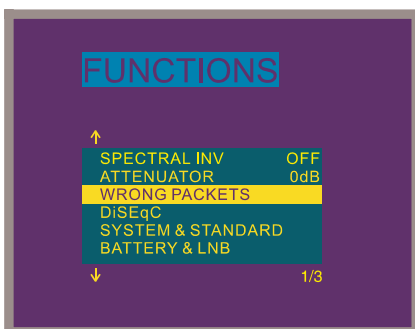 FUNCTIONS
↑
SPECTRAL INV OFF
ATTENUATOR 0dB
WRONG PACKETS
DiSEqC
SYSTEM & STANDARD
BATTERY & LNB
↓ 1/3